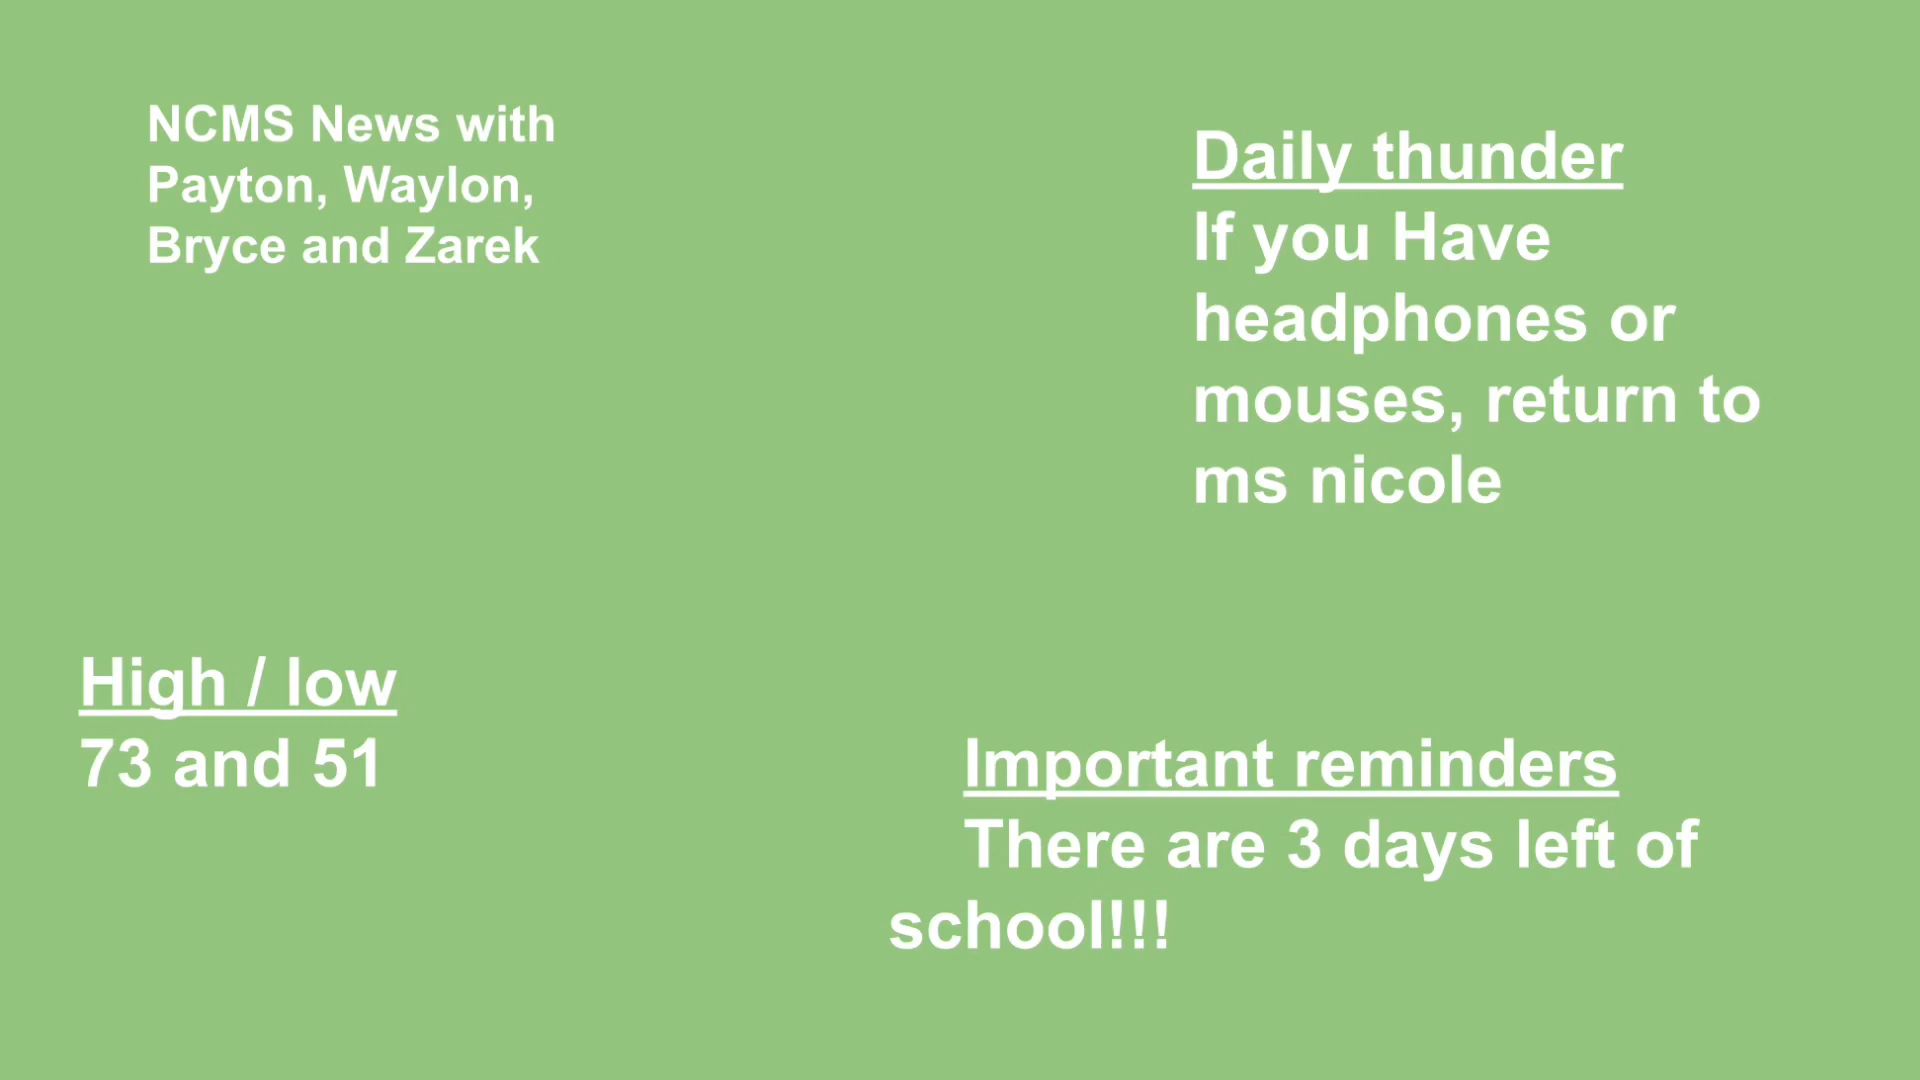 NCMS News with
Payton, Waylon,
Bryce and Zarek
Daily thunder
If you Have
headphones or
mouses, return to
ms nicole
High / low
73 and 51
Important reminders
There are 3 days left of
school!!!